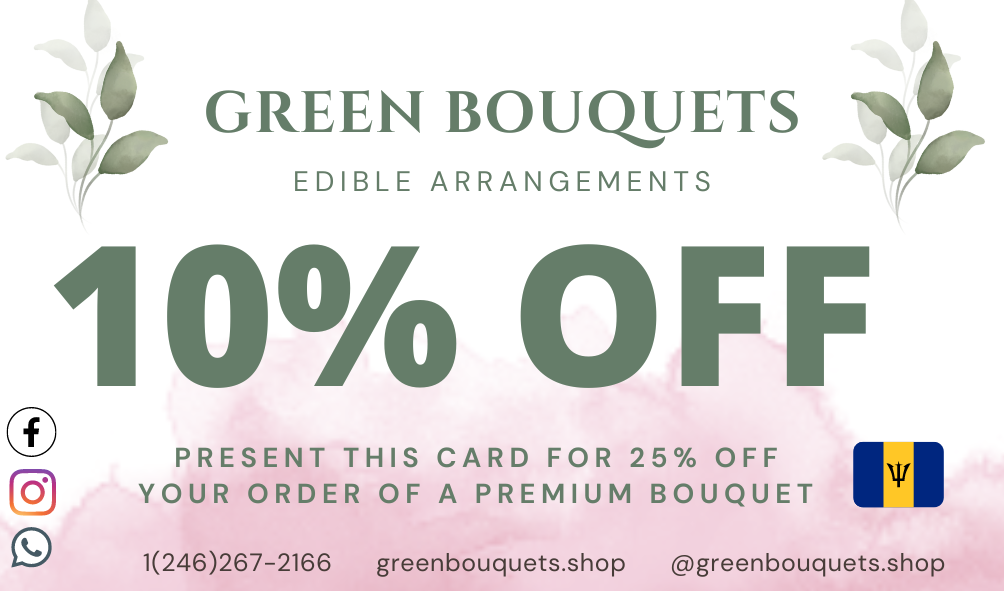 GREEN BOUQUETS
EDIBLE ARRANGEMENTS
10% OFF
PRESENT THIS CARD FOR 25% OFF
YOUR ORDER OF A PREMIUM BOUQUET
1(246)267-2166 greenbouquets.shop @greenbouquets.shop